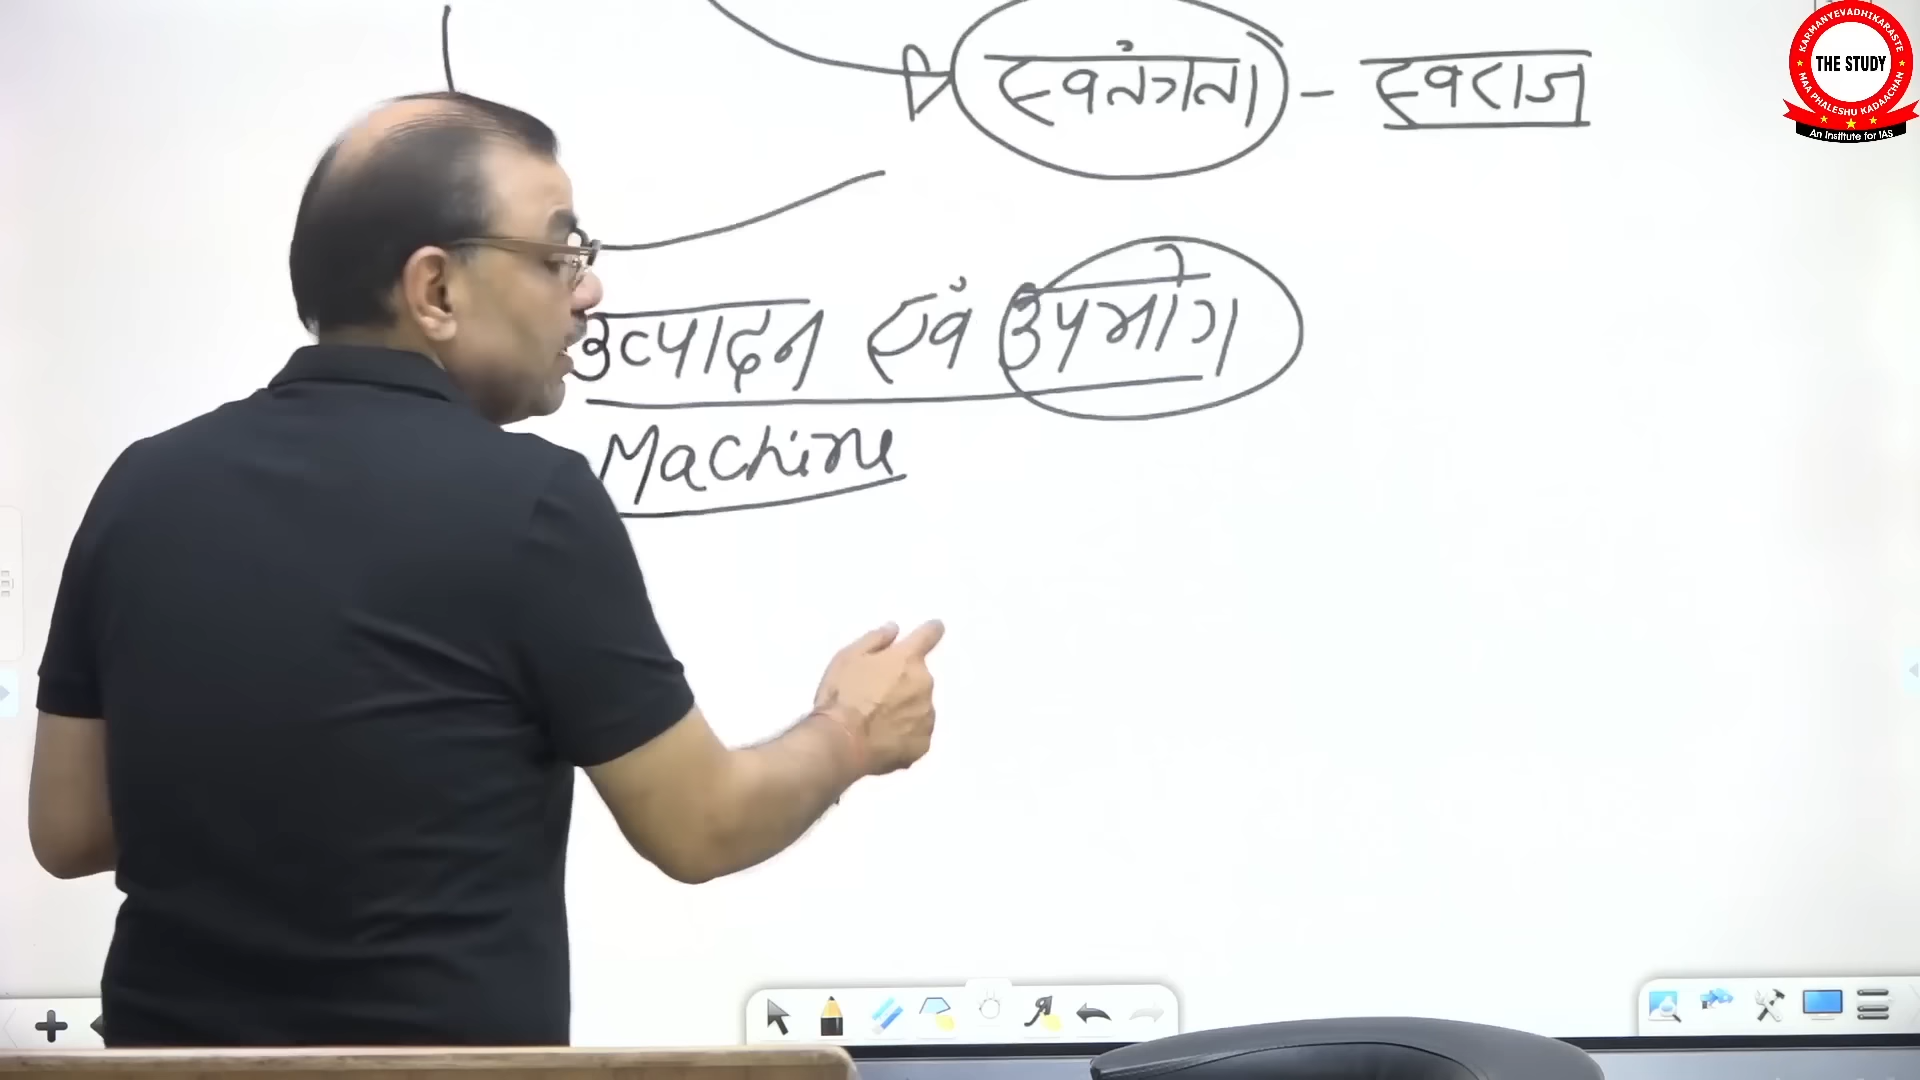 स्वतंत्रता - स्वराज
उत्पादन एवं उपभोग
Machine
KARMANYEVADHIKARASTE
THE STUDY
MAA PHALESHU KADAACHAN
An Institute for IAS